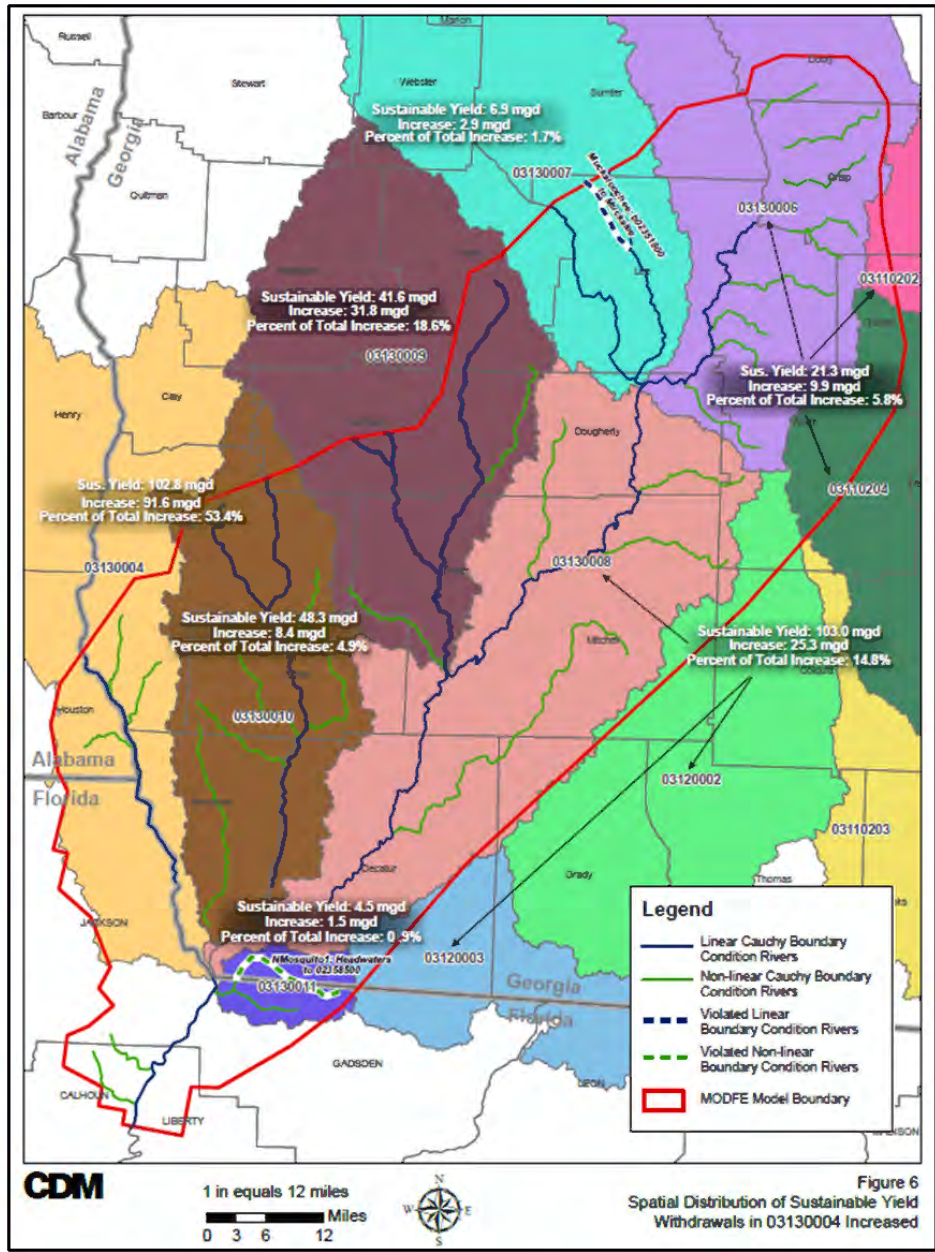 Marion
Russell
Dooly
Stewart
Webster
Sumter
Barbour
Alabama
Georgia
Sustainable Yield: 6.9 mgd
Increase: 2.9 mgd
Percent of Total Increase: 1.7%
Quitman
03130007
Crisp
03130006
03110202
Lee
Sustainable Yield: 41.6 mgd
Increase: 31.8 mgd
Percent of Total Increase: 18.6%
03130009
Clay
Henry
Sus. Yield: 21.3 mgd
Increase: 9.9 mgd
Percent of Total Increase: 5.8%
Dougherty
03110204
Sus. Yield: 102.8 mgd
Increase: 91.6 mgd
Percent of Total Increase: 53.4%
03130004
03130008
Sustainable Yield: 48.3 mgd
Increase: 8.4 mgd
Percent of Total Increase: 4.9%
Mitchell
Sustainable Yield: 103.0 mgd
Increase: 25.3 mgd
Percent of Total Increase: 14.8%
Houston
03130010
Alabama
Florida
03120002
03110203
Decatur
Grady
Thomas
Sustainable Yield: 4.5 mgd
Increase: 1.5 mgd
Percent of Total Increase: 0.9%
JACKSON
NMosquito1: Headwaters
to 02358500
03120003
03130011
Georgia
Florida
GADSDEN
LEON
CALHOUN
LIBERTY
Legend
Linear Cauchy Boundary
Condition Rivers
Non-linear Cauchy Boundary
Condition Rivers
Violated Linear
Boundary Condition Rivers
Violated Non-linear
Boundary Condition Rivers
MODFE Model Boundary
CDM
1 in equals 12 miles
Miles
0 3 6 12
N
W E
S
Figure 6
Spatial Distribution of Sustainable Yield
Withdrawals in 03130004 Increased